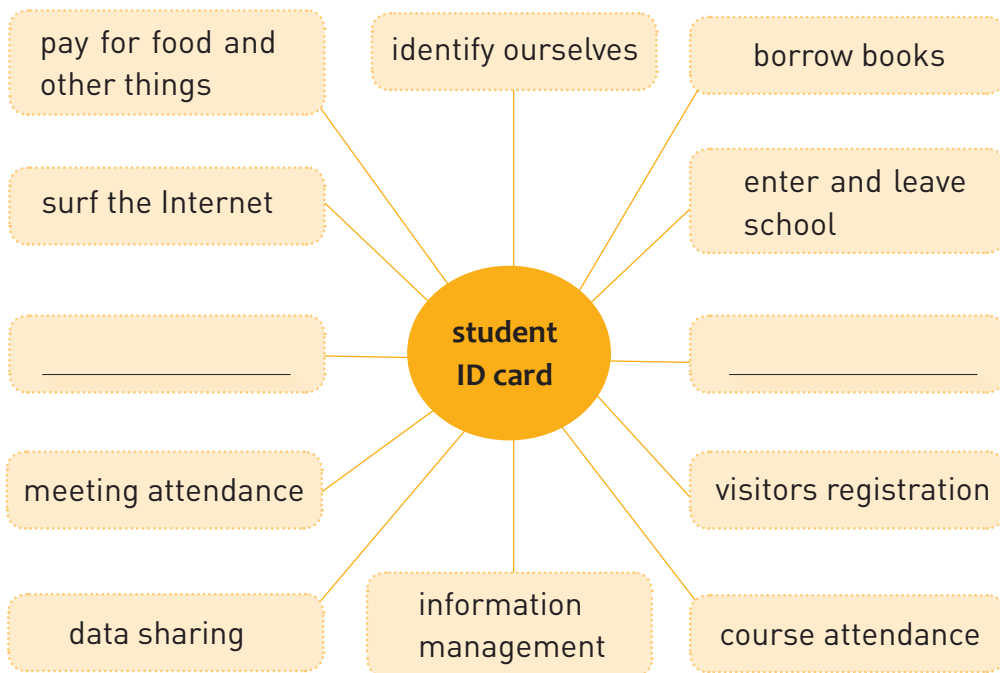 pay for food and
other things
identify ourselves
borrow books
surf the Internet
enter and leave
school
student
ID card
meeting attendance
visitors registration
data sharing
information
management
course attendance